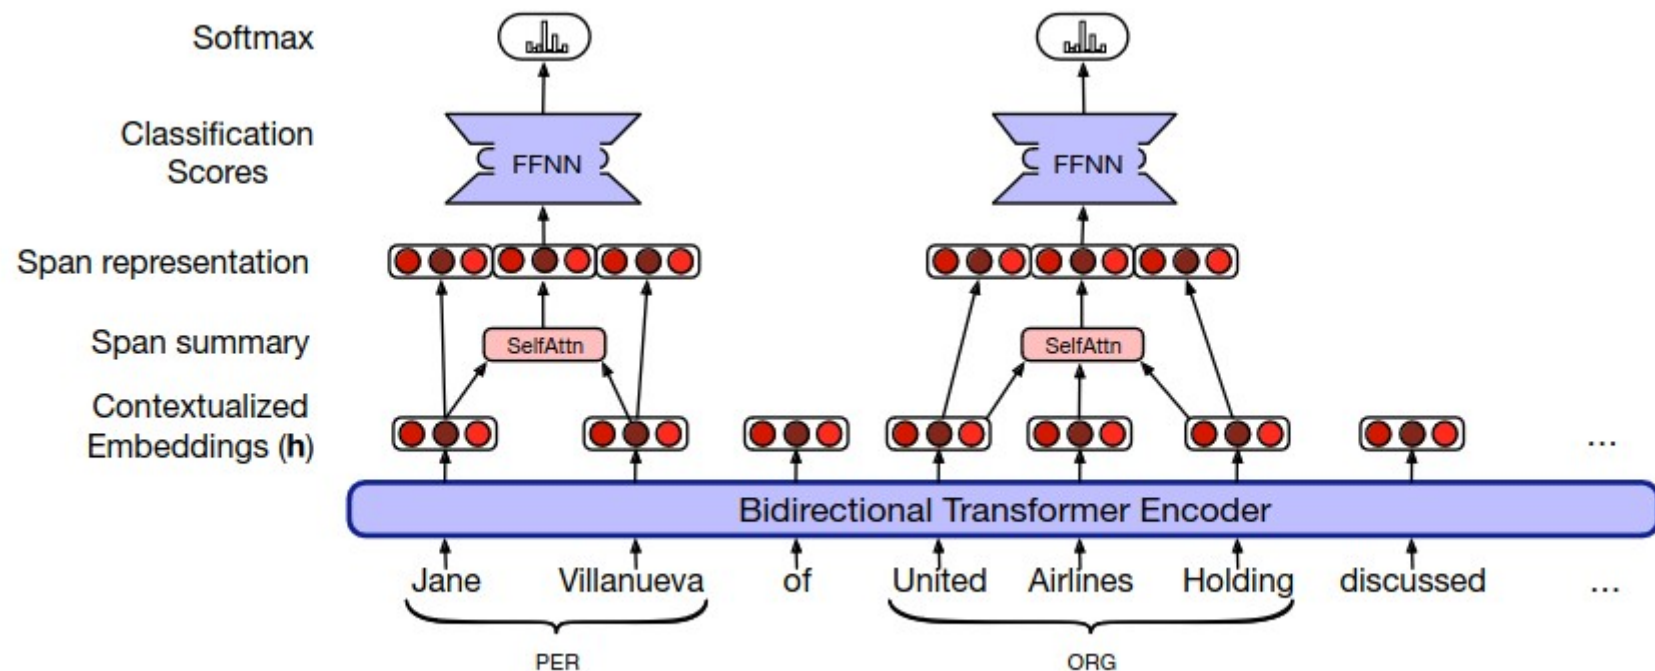 Softmax
Classification
Scores
FFNN
FFNN
Span representation
Span summary
SelfAttn
SelfAttn
Contextualized
Embeddings (h)
...
Bidirectional Transformer Encoder
Jane Villanueva of United Airlines Holding discussed ...
PER
ORG